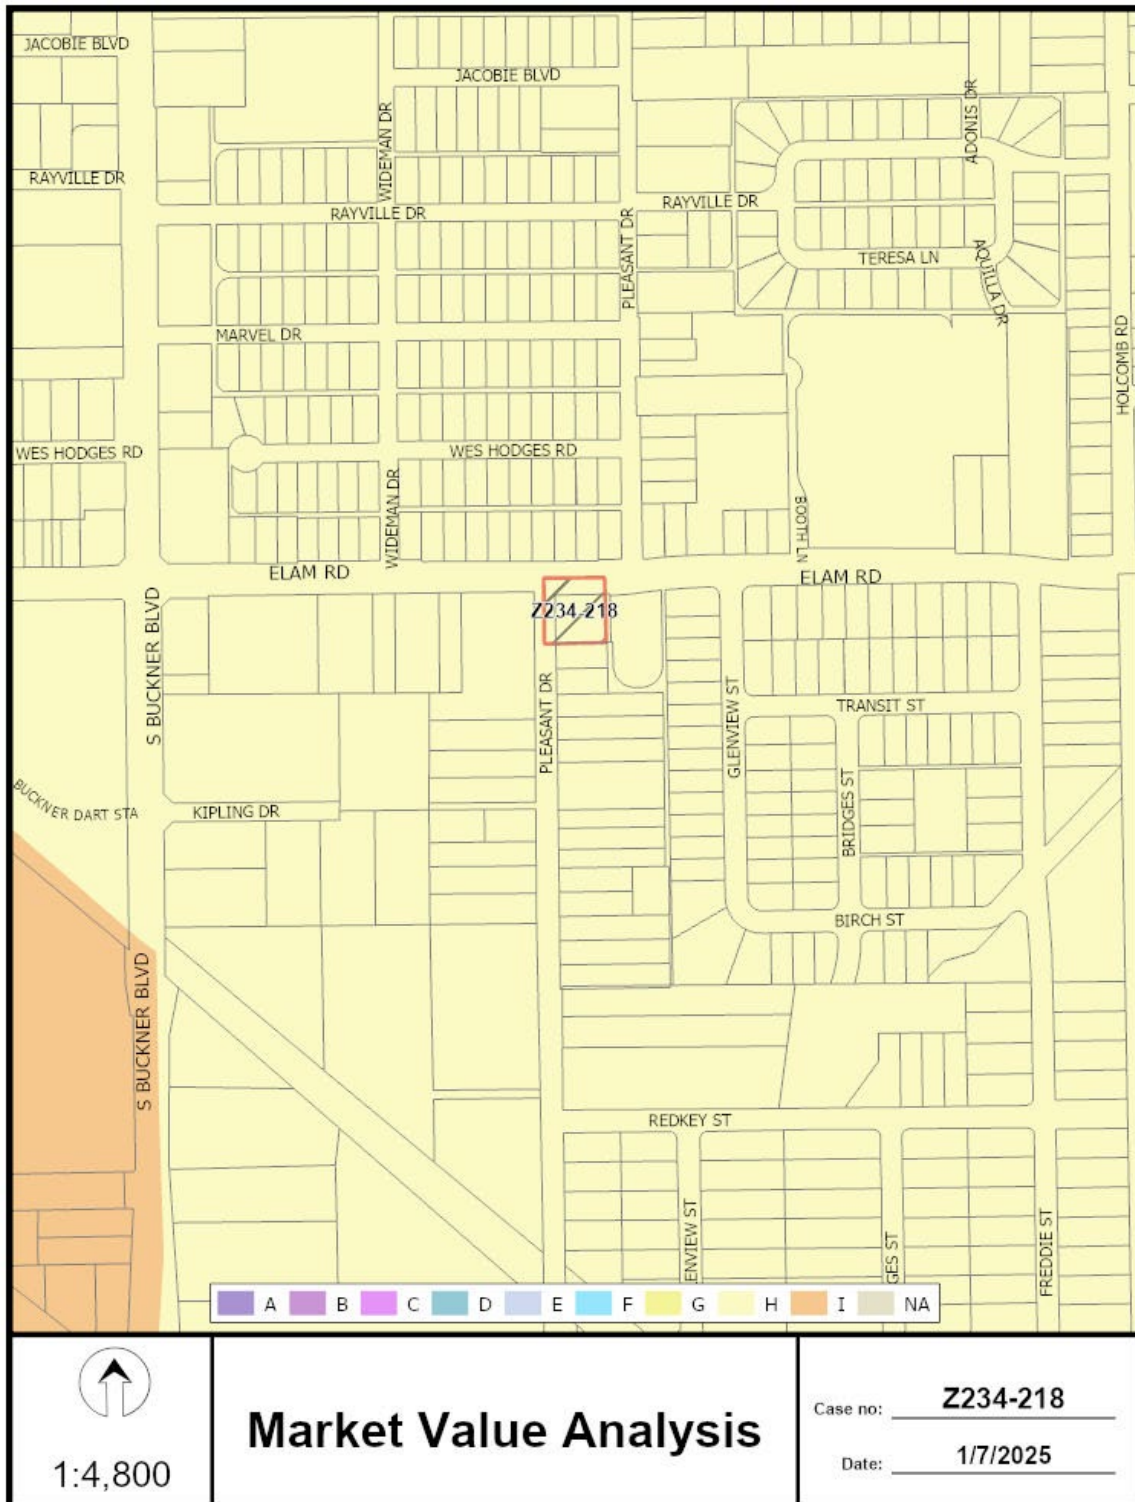 JACOBIE BLVD
JACOBIE BLVD
WIDEMAN DR
ADONIS DR
RAYVILLE DR
RAYVILLE DR
RAYVILLE DR
PLEASANT DR
TERESA LN
AQUILLA DR
MARVEL DR
HOLCOMB RD
WES HODGES RD
WES HODGES RD
WIDEMAN DR
BOOTH LN
ELAM RD
ELAM RD
Z234-218
S BUCKNER BLVD
PLEASANT DR
GLENVIEW ST
TRANSIT ST
BUCKNER DART STA
KIPLING DR
BRIDGES ST
BIRCH ST
S BUCKNER BLVD
REDKEY ST
ENVIEW ST
GES ST
FREDDIE ST
A B C D E F G H I NA
1:4,800
Market Value Analysis
Case no: Z234-218
Date: 1/7/2025